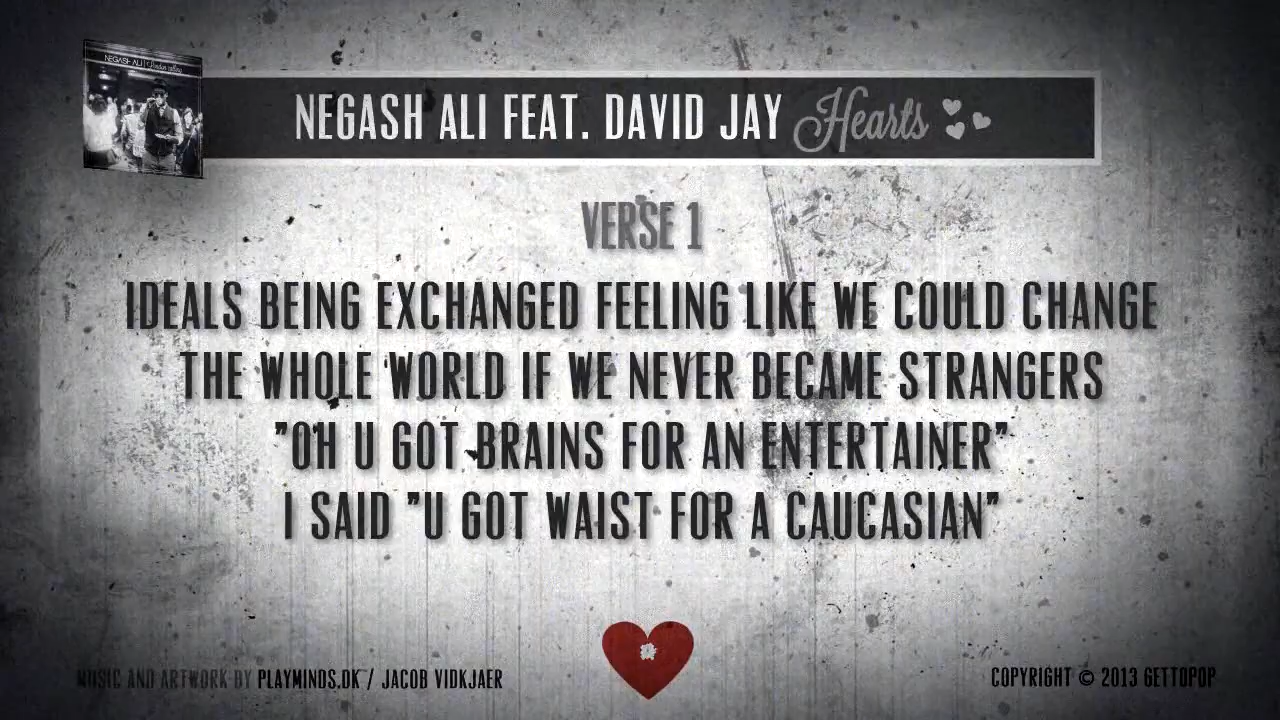 NEGASH ALI
NEGASH ALI FEAT. DAVID JAY Hearts
VERSE 1
IDEALS BEING EXCHANGED FEELING LIKE WE COULD CHANGE
THE WHOLE WORLD IF WE NEVER BECAME STRANGERS
"OH U GOT BRAINS FOR AN ENTERTAINER"
I SAID "U GOT WAIST FOR A CAUCASIAN"
MUSIC AND ARTWORK BY PLAYMINDS.DK / JACOB VIDKJAER
COPYRIGHT © 2013 GETTOPOP